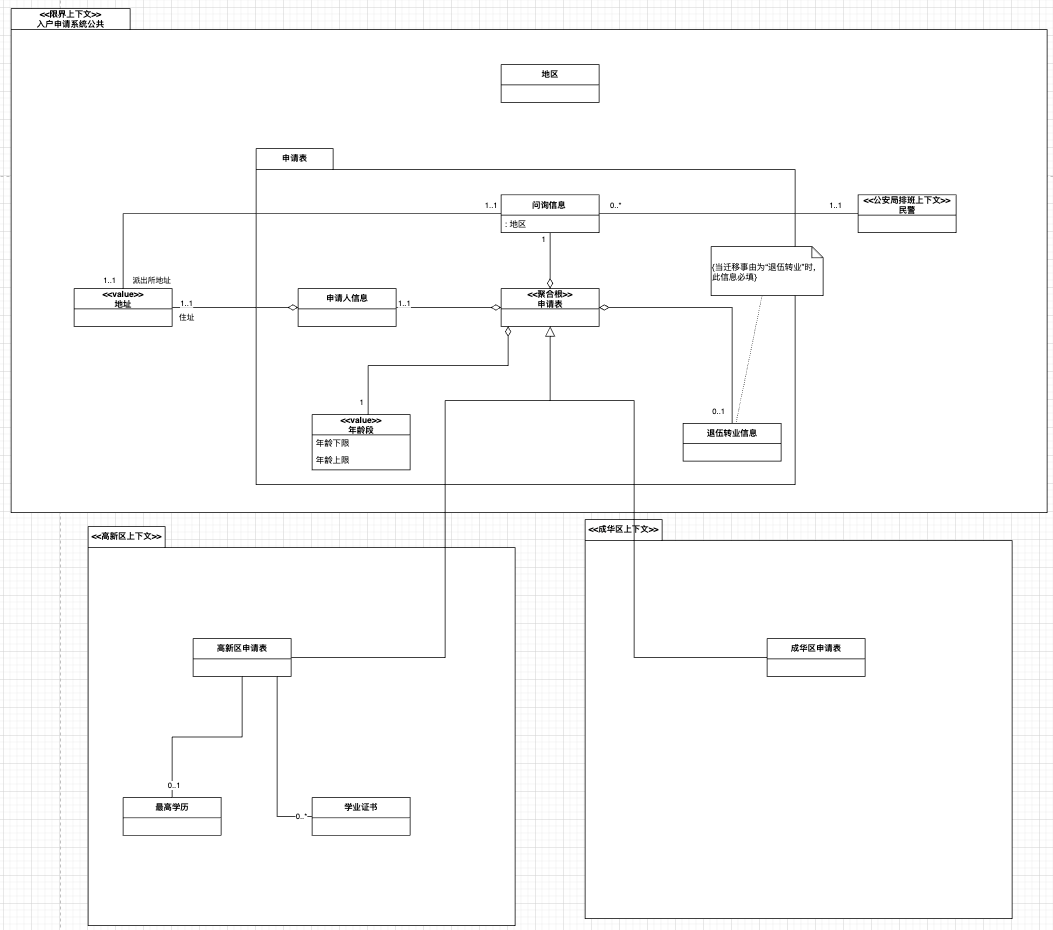 <<限界上下文>>
入户申请系统公共
地区
申请表
问询信息
: 地区
1..1
0..*
1..1
<<公安局排班上下文>>
民警
1
{当迁移事由为“退伍转业”时,
此信息必填}
1..1
派出所地址
<<value>>
地址
1..1
住址
申请人信息
1..1
<<聚合根>>
申请表
1
<<value>>
年龄段
年龄下限
年龄上限
0..1
退伍转业信息
<<高新区上下文>>
<<成华区上下文>>
高新区申请表
成华区申请表
0..1
最高学历
0..*
学业证书